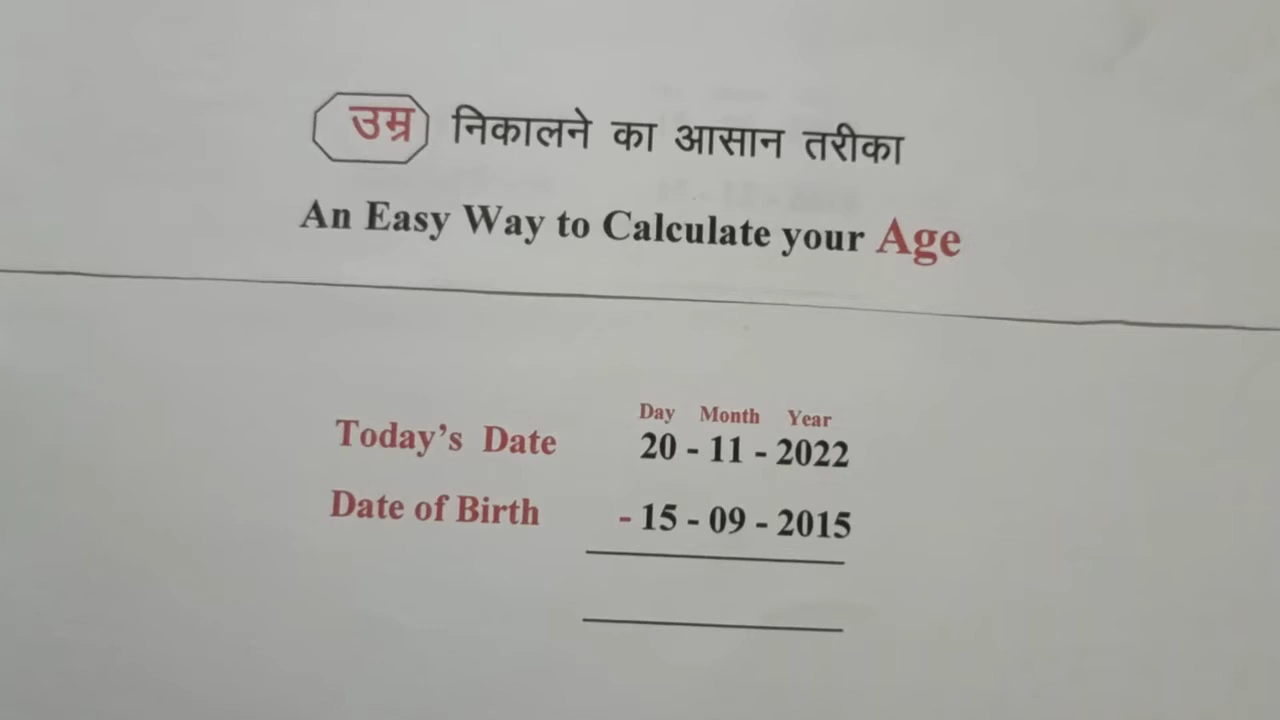 उम्र निकालने का आसान तरीका
An Easy Way to Calculate your Age
Day Month Year
Today's Date 20 - 11 - 2022
Date of Birth - 15 - 09 - 2015